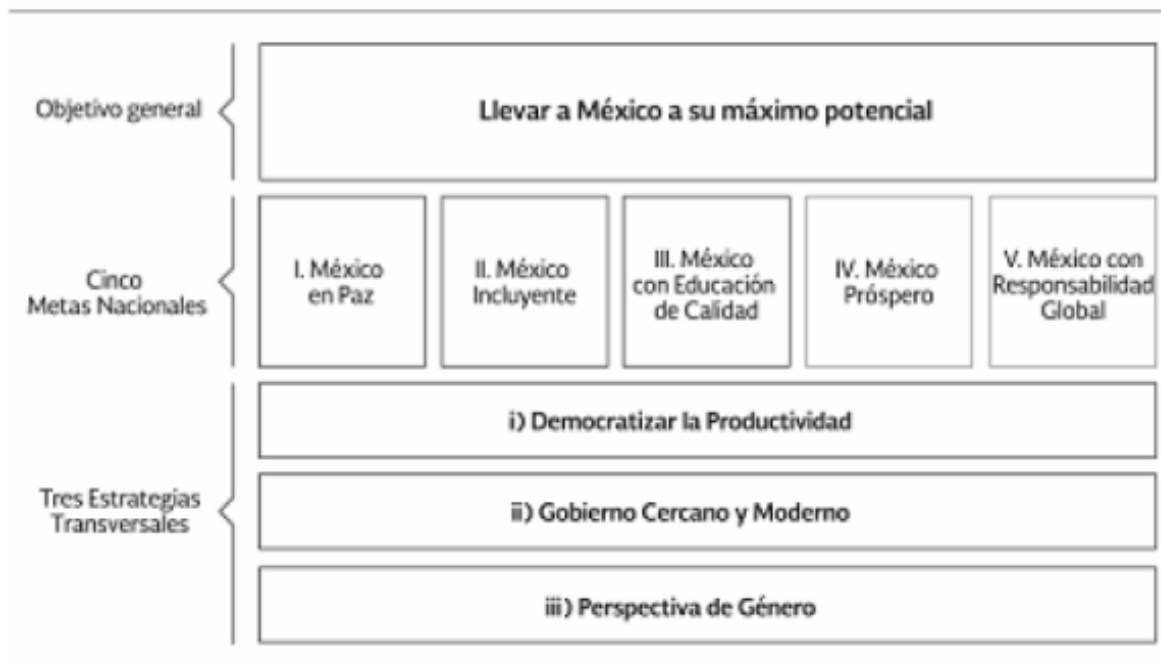 Objetivo general
Llevar a México a su máximo potencial
Cinco
Metas Nacionales
I. México
en Paz
II. México
Incluyente
III. México
con Educación
de Calidad
IV. México
Próspero
V. México con
Responsabilidad
Global
Tres Estrategias
Transversales
i) Democratizar la Productividad
ii) Gobierno Cercano y Moderno
iii) Perspectiva de Género